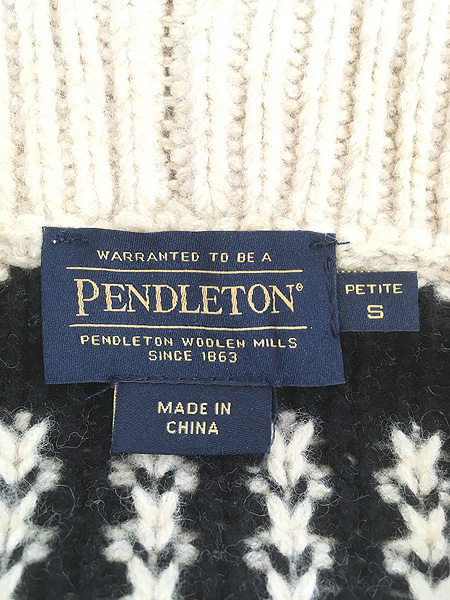 WARRANTED TO BE A
PENDLETON®
PENDLETON WOOLEN MILLS
SINCE 1863
PETITE
S
MADE IN
CHINA